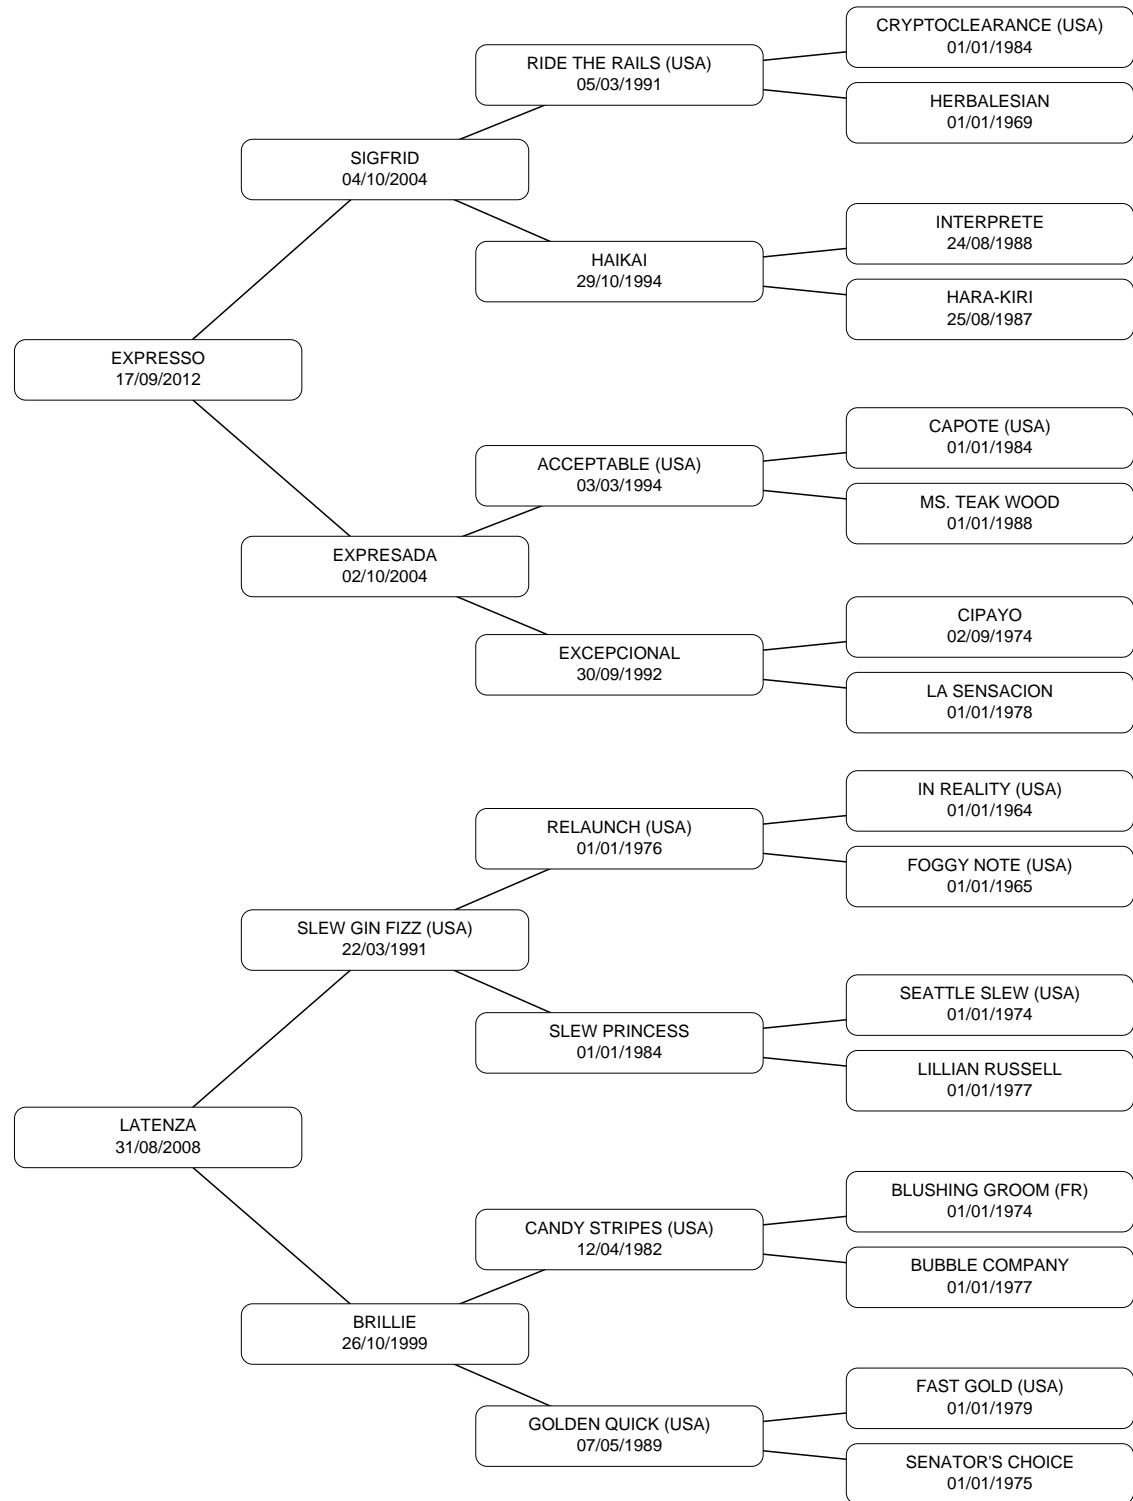 CRYPTOCLEARANCE (USA)
01/01/1984
RIDE THE RAILS (USA)
05/03/1991
HERBALESIAN
01/01/1969
SIGFRID
04/10/2004
INTERPRETE
24/08/1988
HAIKAI
29/10/1994
HARA-KIRI
25/08/1987
EXPRESSO
17/09/2012
CAPOTE (USA)
01/01/1984
ACCEPTABLE (USA)
03/03/1994
MS. TEAK WOOD
01/01/1988
EXPRESADA
02/10/2004
CIPAYO
02/09/1974
EXCEPCIONAL
30/09/1992
LA SENSACION
01/01/1978
IN REALITY (USA)
01/01/1964
RELAUNCH (USA)
01/01/1976
FOGGY NOTE (USA)
01/01/1965
SLEW GIN FIZZ (USA)
22/03/1991
SEATTLE SLEW (USA)
01/01/1974
SLEW PRINCESS
01/01/1984
LILLIAN RUSSELL
01/01/1977
LATENZA
31/08/2008
BLUSHING GROOM (FR)
01/01/1974
CANDY STRIPES (USA)
12/04/1982
BUBBLE COMPANY
01/01/1977
BRILLIE
26/10/1999
FAST GOLD (USA)
01/01/1979
GOLDEN QUICK (USA)
07/05/1989
SENATOR'S CHOICE
01/01/1975